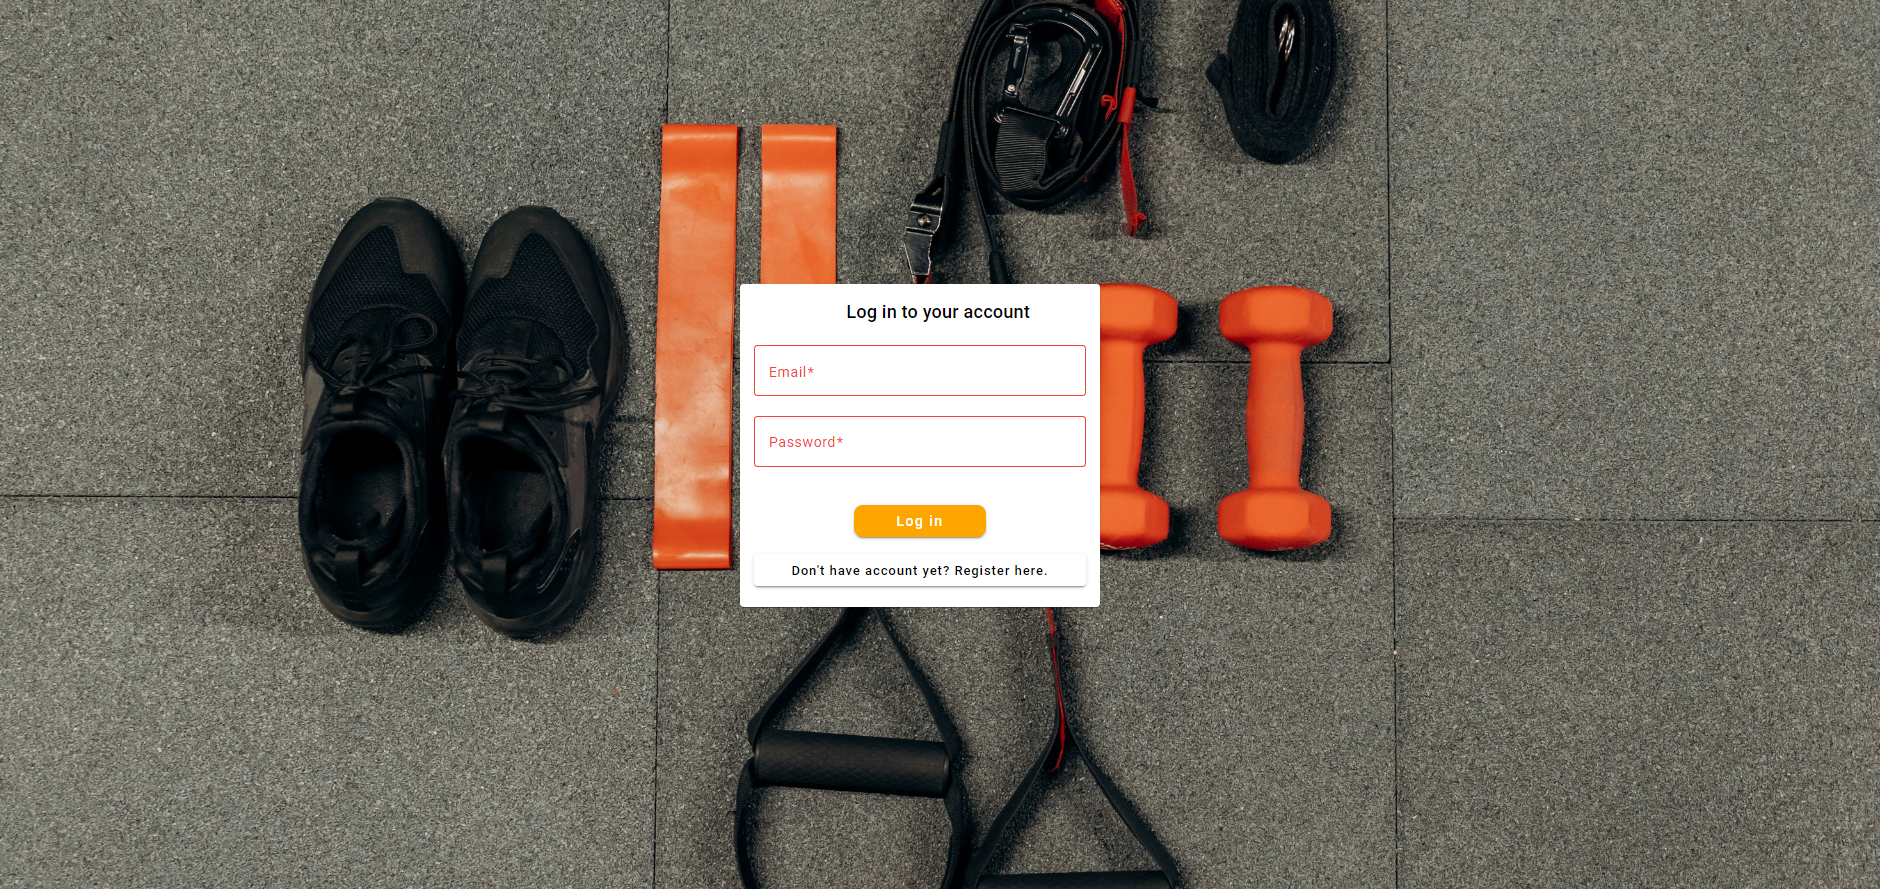 Log in to your account
Email*
Password*
Log in
Don't have account yet? Register here.